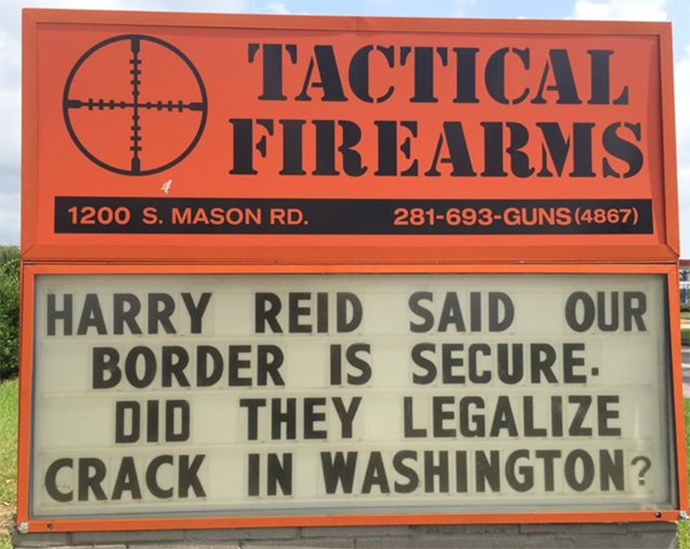 TACTICAL
FIREARMS
1200 S. MASON RD. 281-693-GUNS (4867)
HARRY REID SAID OUR
BORDER IS SECURE.
DID THEY LEGALIZE
CRACK IN WASHINGTON?